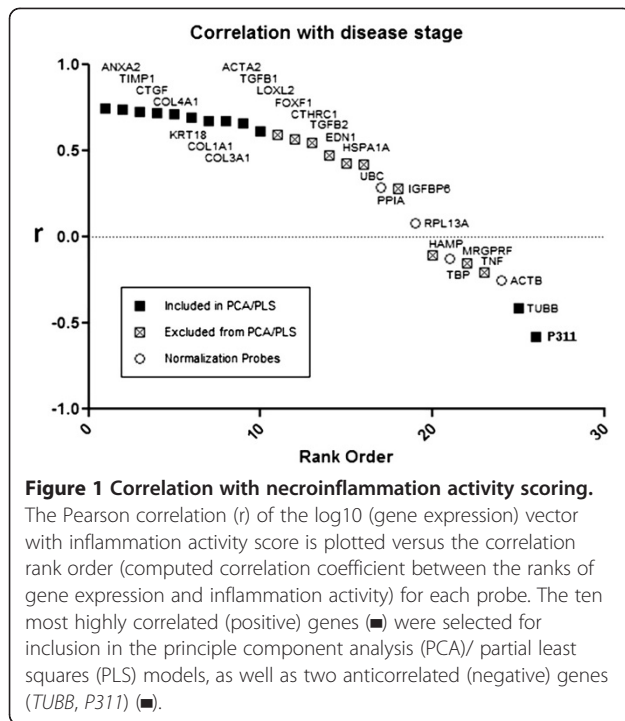 Correlation with disease stage
1.0
0.5
0.0
-0.5
-1.0
r
ANXA2
TIMP1
CTGF
COL4A1
KRT18
COL1A1
COL3A1
ACTA2
TGFB1
LOXL2
FOXF1
CTHRC1
TGFB2
EDN1
HSPA1A
UBC
PPIA
IGFBP6
RPL13A
HAMP
TBP
MRGPRF
TNF
ACTB
TUBB
P311
Included in PCA/PLS
Excluded from PCA/PLS
Normalization Probes
0
10
20
30
Rank Order
Figure 1 Correlation with necroinflammation activity scoring.
The Pearson correlation (r) of the log10 (gene expression) vector
with inflammation activity score is plotted versus the correlation
rank order (computed correlation coefficient between the ranks of
gene expression and inflammation activity) for each probe. The ten
most highly correlated (positive) genes (■) were selected for
inclusion in the principle component analysis (PCA)/ partial least
squares (PLS) models, as well as two anticorrelated (negative) genes
(TUBB, P311) (■).